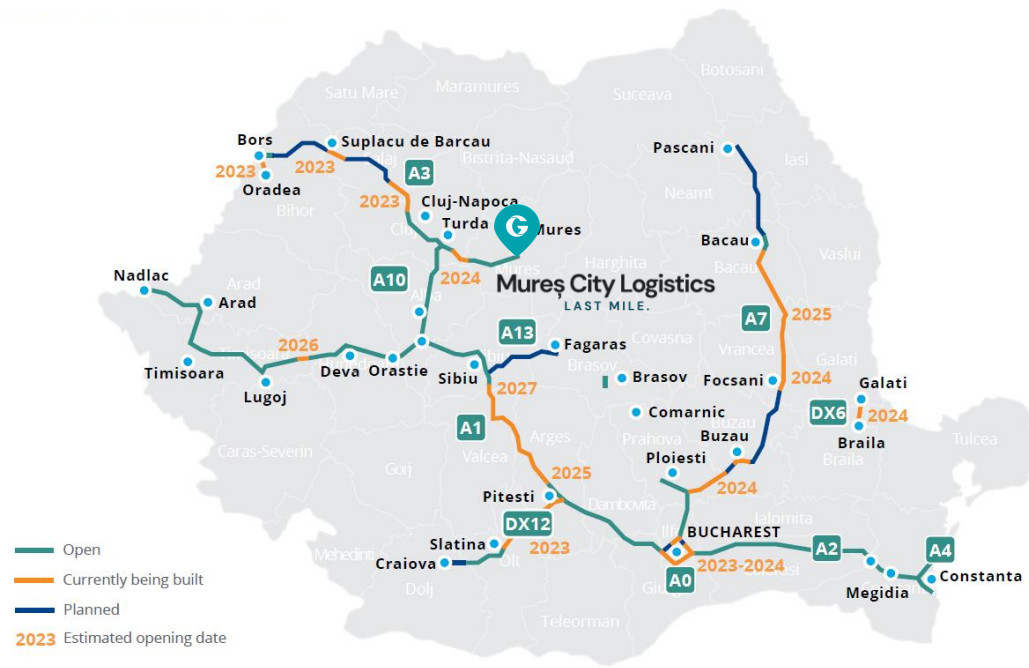 Botosani
Satu Mare
Maramures
Suceava
Bors
Suplacu de Barcau
Pascani
Iasi
2023
2023
Bistrita-Nasaud
Oradea
A3
Neamt
2023
Bihor
Cluj-Napoca
Turda
G
Mures
Bacau
Vaslui
Harghita
Bacau
Nadlac
A10
2024
Mures
Arad
Mureș City Logistics
Arad
Alba
LAST MILE.
2025
A7
A13
Fagaras
Covasna
Vrancea
2026
Timisoara
Deva
Orastie
Sibiu
Brasov
Brasov
Galati
Lugoj
2027
Focsani
2024
Galati
Comarnic
DX6
2024
A1
Arges
Prahova
Buzau
Buzau
Braila
Tulcea
Caras-Severin
Valcea
Ploiesti
Braila
Gorj
2025
2024
Pitesti
Dambovita
Ialomita
DX12
BUCHAREST
Slatina
2023
A2
A4
Open
Mehedinti
Olt
Craiova
2023-2024
Constanta
Currently being built
A0
Megidia
Dolj
Planned
Teleorman
2023 Estimated opening date